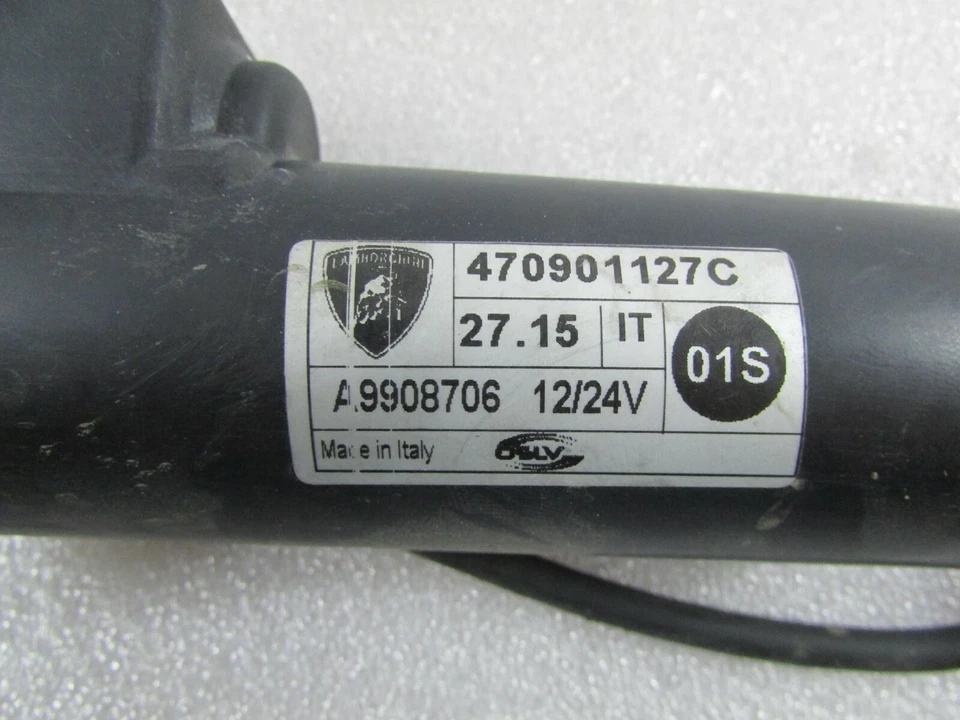 LAMBORGHINI
470901127C
27.15 IT
01S
A9908706 12/24V
Made in Italy